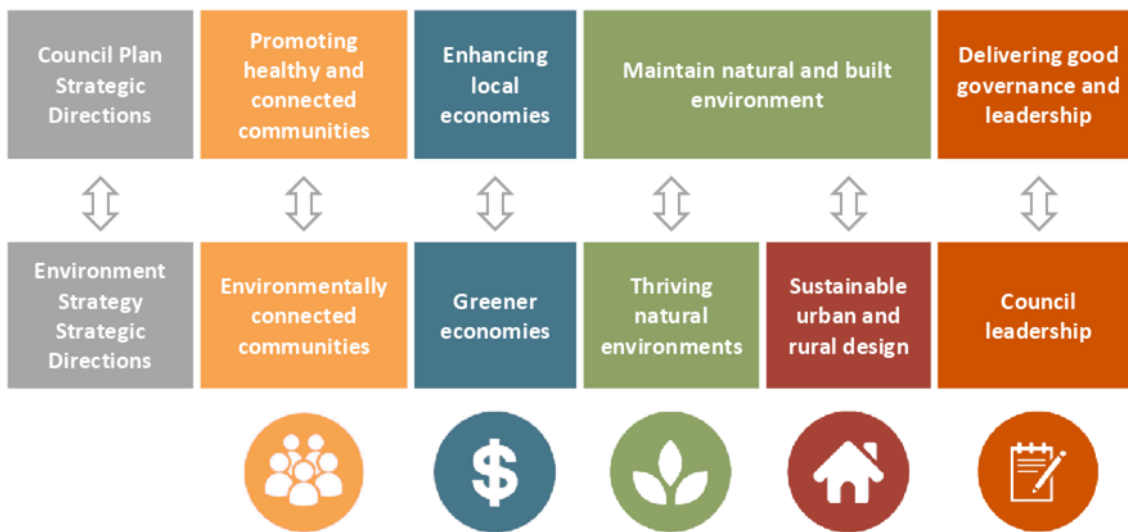 Council Plan
Strategic
Directions
Promoting
healthy and
connected
communities
Enhancing
local
economies
Maintain natural and built
environment
Delivering good
governance and
leadership
Environment
Strategy
Strategic
Directions
Environmentally
connected
communities
Greener
economies
Thriving
natural
environments
Sustainable
urban and
rural design
Council
leadership
$